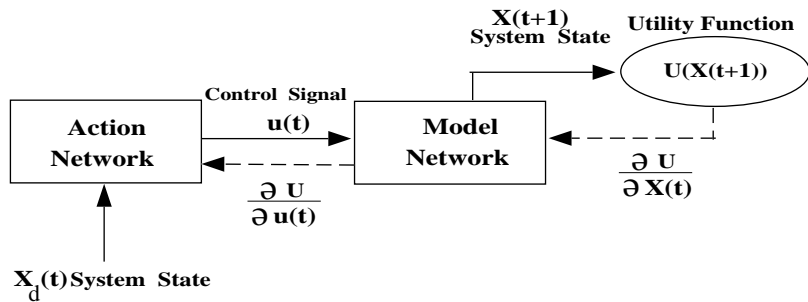 X(t+1)
System State
Utility Function
U(X(t+1))
Control Signal
u(t)
Action
Network
Model
Network
∂ U
∂ u(t)
∂ U
∂ X(t)
X_d(t) System State